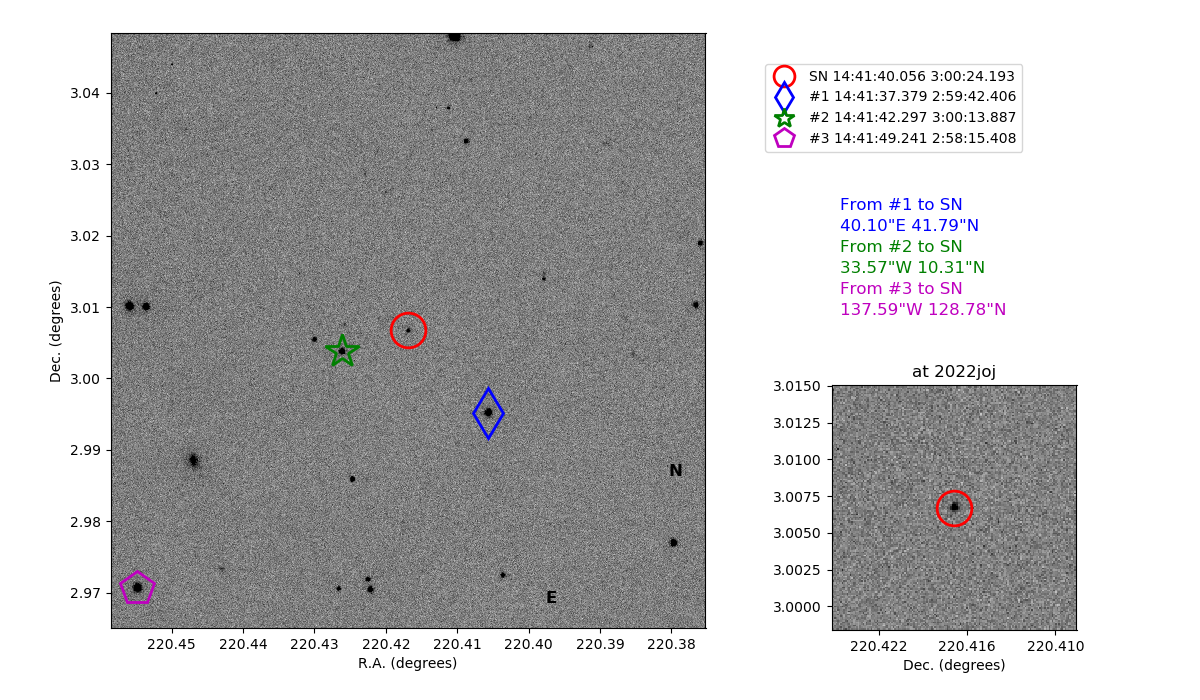 SN 14:41:40.056 3:00:24.193
#1 14:41:37.379 2:59:42.406
#2 14:41:42.297 3:00:13.887
#3 14:41:49.241 2:58:15.408
From #1 to SN
40.10"E 41.79"N
From #2 to SN
33.57"W 10.31"N
From #3 to SN
137.59"W 128.78"N
3.04
3.03
3.02
3.01
3.00
2.99
2.98
2.97
Dec. (degrees)
N
E
220.45 220.44 220.43 220.42 220.41 220.40 220.39 220.38
R.A. (degrees)
at 2022joj
3.0150
3.0125
3.0100
3.0075
3.0050
3.0025
3.0000
220.422 220.416 220.410
Dec. (degrees)